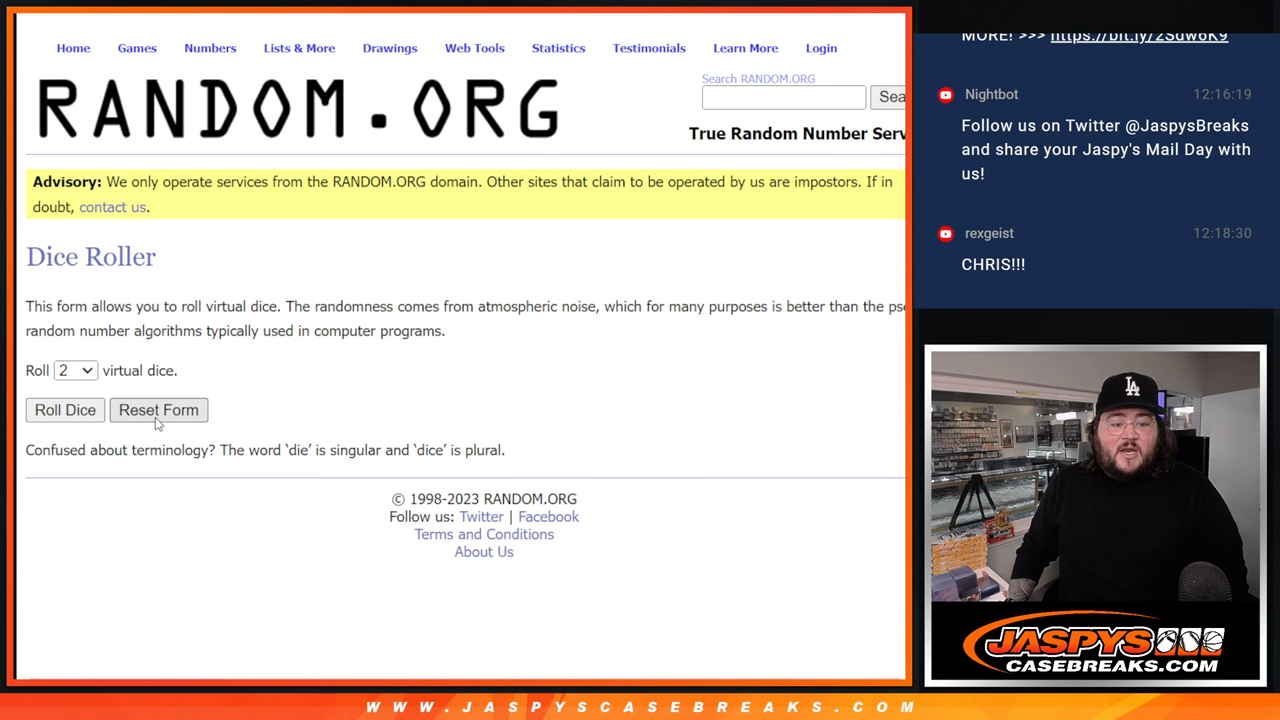 Home Games Numbers Lists & More Drawings Web Tools Statistics Testimonials Learn More Login
RANDOM.ORG
Search RANDOM.ORG
Sea
True Random Number Serv
Advisory: We only operate services from the RANDOM.ORG domain. Other sites that claim to be operated by us are impostors. If in
doubt, contact us.
Dice Roller
This form allows you to roll virtual dice. The randomness comes from atmospheric noise, which for many purposes is better than the pse
random number algorithms typically used in computer programs.
Roll 2 virtual dice.
Roll Dice Reset Form
Confused about terminology? The word ‘die’ is singular and ‘dice’ is plural.
© 1998-2023 RANDOM.ORG
Follow us: Twitter | Facebook
Terms and Conditions
About Us
MORE! >>> https://bit.ly/2Sdw6K9
Nightbot 12:16:19
Follow us on Twitter @JaspysBreaks
and share your Jaspy's Mail Day with
us!
rexgeist 12:18:30
CHRIS!!!
LA
JASPYS
CASEBREAKS.COM
WWW.JASPYSCASEBREAKS.COM